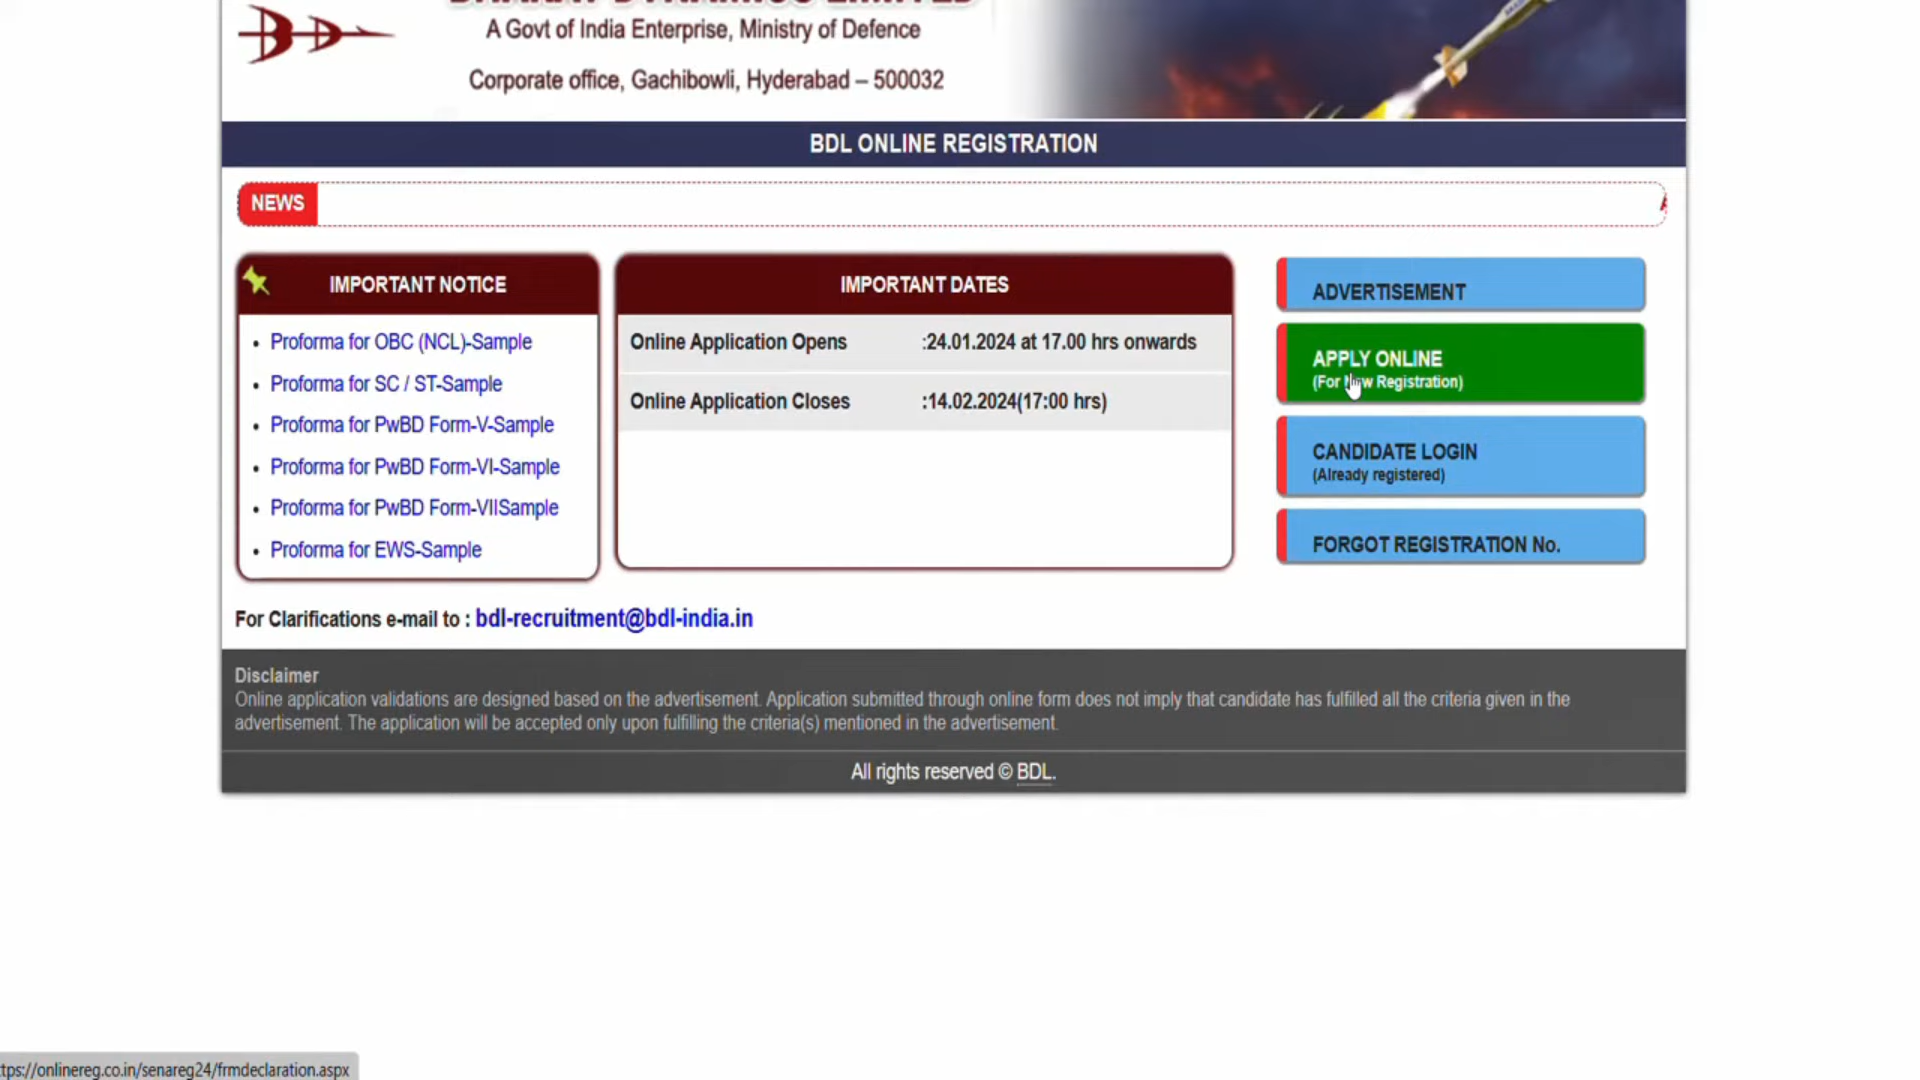 A Govt of India Enterprise, Ministry of Defence
Corporate office, Gachibowli, Hyderabad – 500032
BDL ONLINE REGISTRATION
NEWS
IMPORTANT NOTICE
Proforma for OBC (NCL)-Sample
Proforma for SC / ST-Sample
Proforma for PwBD Form-V-Sample
Proforma for PwBD Form-VI-Sample
Proforma for PwBD Form-VIISample
Proforma for EWS-Sample
IMPORTANT DATES
Online Application Opens :24.01.2024 at 17.00 hrs onwards
Online Application Closes :14.02.2024(17:00 hrs)
ADVERTISEMENT
APPLY ONLINE
(For New Registration)
CANDIDATE LOGIN
(Already registered)
FORGOT REGISTRATION No.
For Clarifications e-mail to : bdl-recruitment@bdl-india.in
Disclaimer
Online application validations are designed based on the advertisement. Application submitted through online form does not imply that candidate has fulfilled all the criteria given in the
advertisement. The application will be accepted only upon fulfilling the criteria(s) mentioned in the advertisement.
All rights reserved © BDL.
tps://onlinereg.co.in/senareg24/frmdeclaration.aspx